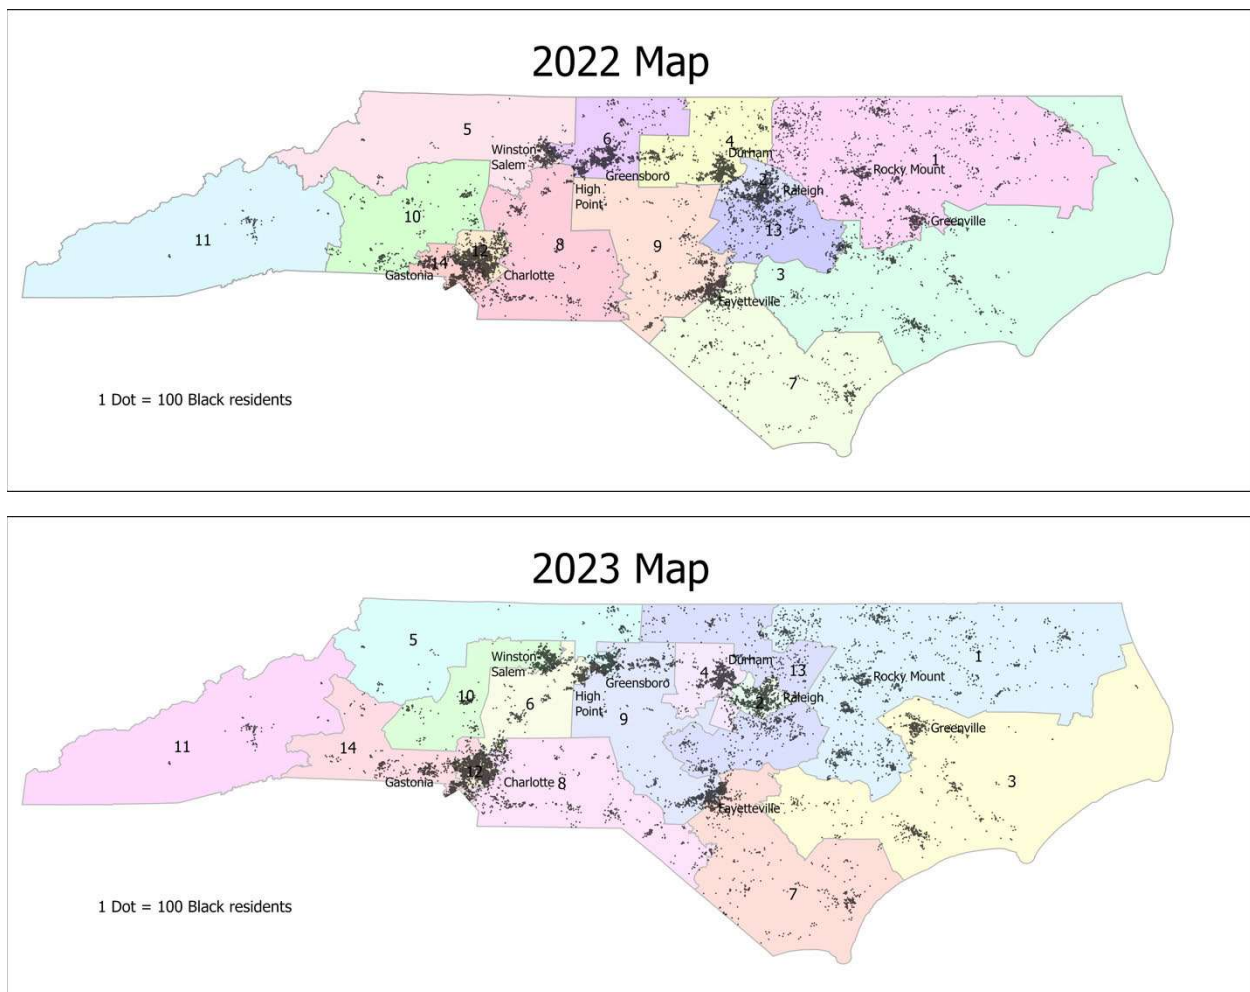 2022 Map
5
Winston
Salem
6
4
Durham
High
Point
Greensboro
2
Raleigh
1
Rocky Mount
Greenville
10
11
12
14
Gastonia
Charlotte
8
9
13
3
Fayetteville
7
1 Dot = 100 Black residents
2023 Map
5
Winston
Salem
10
6
High
Point
Greensboro
4
Durham
13
2
Raleigh
1
Rocky Mount
Greenville
9
11
14
12
Gastonia
Charlotte
8
3
Fayetteville
7
1 Dot = 100 Black residents